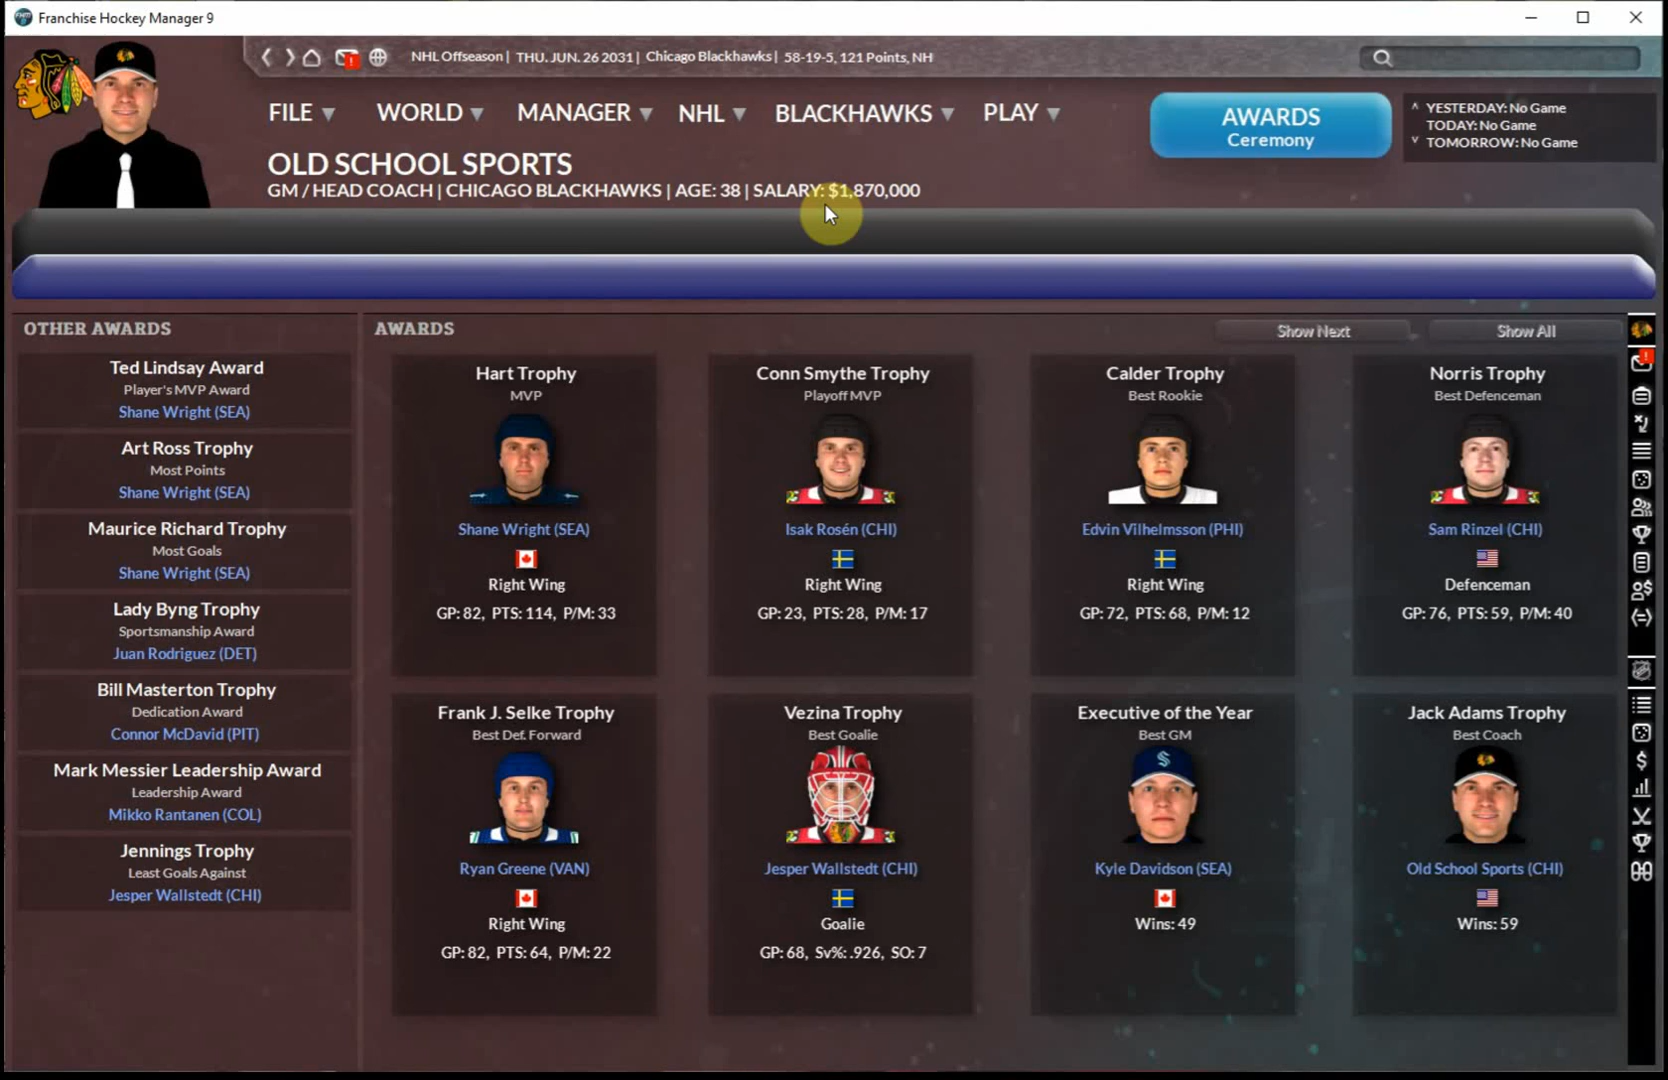 Franchise Hockey Manager 9
NHL Offseason | THU. JUN. 26 2031 | Chicago Blackhawks | 58-19-5, 121 Points, NH
FILE WORLD MANAGER NHL BLACKHAWKS PLAY
AWARDS
Ceremony
YESTERDAY: No Game
TODAY: No Game
TOMORROW: No Game
OLD SCHOOL SPORTS
GM / HEAD COACH | CHICAGO BLACKHAWKS | AGE: 38 | SALARY: $1,870,000
OTHER AWARDS
Ted Lindsay Award
Player's MVP Award
Shane Wright (SEA)
Art Ross Trophy
Most Points
Shane Wright (SEA)
Maurice Richard Trophy
Most Goals
Shane Wright (SEA)
Lady Byng Trophy
Sportsmanship Award
Juan Rodriguez (DET)
Bill Masterton Trophy
Dedication Award
Connor McDavid (PIT)
Mark Messier Leadership Award
Leadership Award
Mikko Rantanen (COL)
Jennings Trophy
Least Goals Against
Jesper Wallstedt (CHI)
AWARDS
Show Next
Show All
Hart Trophy
MVP
Shane Wright (SEA)
Right Wing
GP: 82, PTS: 114, P/M: 33
Conn Smythe Trophy
Playoff MVP
Isak Rosén (CHI)
Right Wing
GP: 23, PTS: 28, P/M: 17
Calder Trophy
Best Rookie
Edvin Vilhelmsson (PHI)
Right Wing
GP: 72, PTS: 68, P/M: 12
Norris Trophy
Best Defenceman
Sam Rinzel (CHI)
Defenceman
GP: 76, PTS: 59, P/M: 40
Frank J. Selke Trophy
Best Def. Forward
Ryan Greene (VAN)
Right Wing
GP: 82, PTS: 64, P/M: 22
Vezina Trophy
Best Goalie
Jesper Wallstedt (CHI)
Goalie
GP: 68, Sv%: .926, SO: 7
Executive of the Year
Best GM
Kyle Davidson (SEA)
Wins: 49
Jack Adams Trophy
Best Coach
Old School Sports (CHI)
Wins: 59